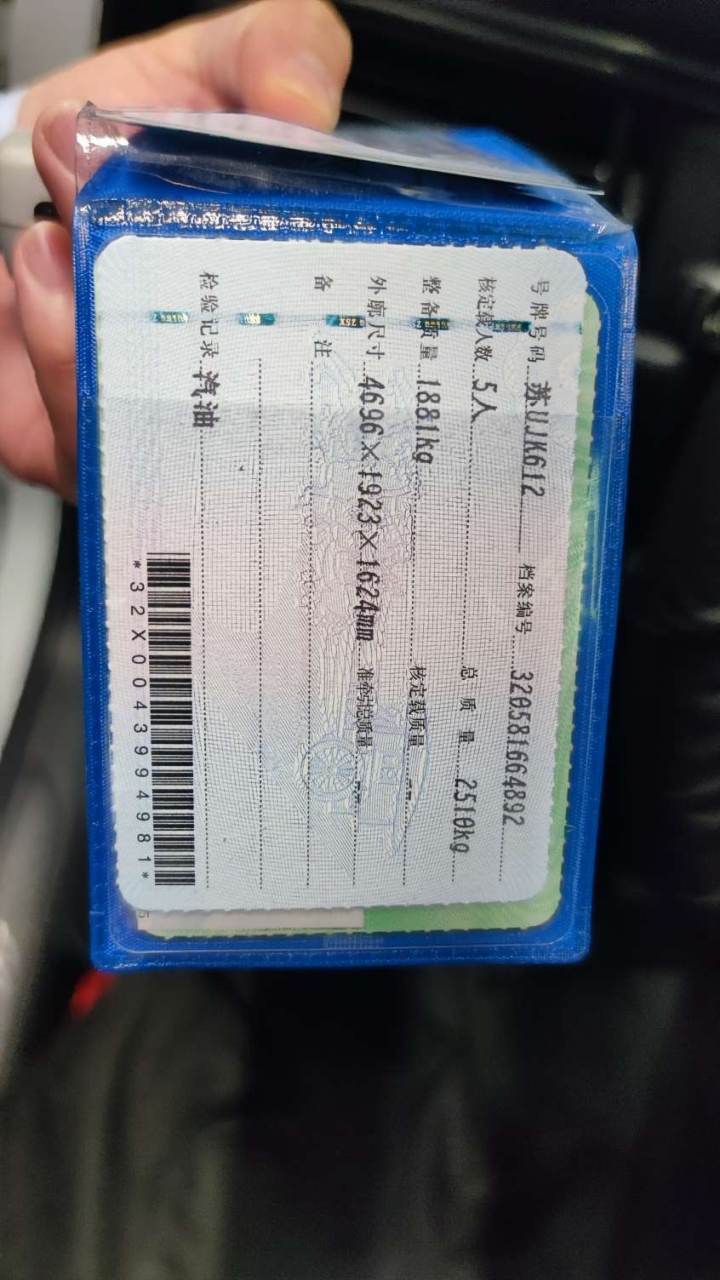 号牌号码 苏UJK612 档案编号 320581664892
核定载人数 5人 总质量 2510kg
整备质量 1881kg 核定载质量
外廓尺寸 4696×1923×1624mm 准牵引总质量
备注
检验记录 汽油
*32X0043994981*